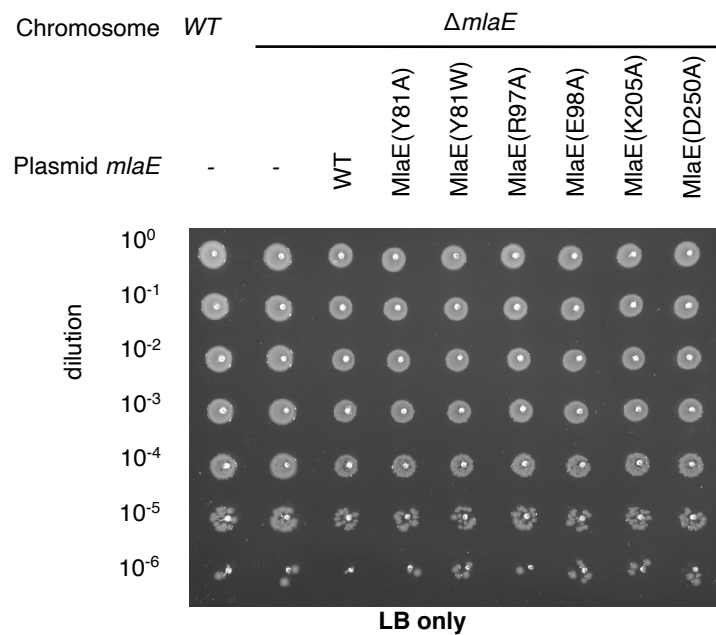 Chromosome WT ΔmlaE
Plasmid mlaE - - WT MlaE(Y81A) MlaE(Y81W) MlaE(R97A) MlaE(E98A) MlaE(K205A) MlaE(D250A)
dilution
10⁰
10⁻¹
10⁻²
10⁻³
10⁻⁴
10⁻⁵
10⁻⁶
LB only